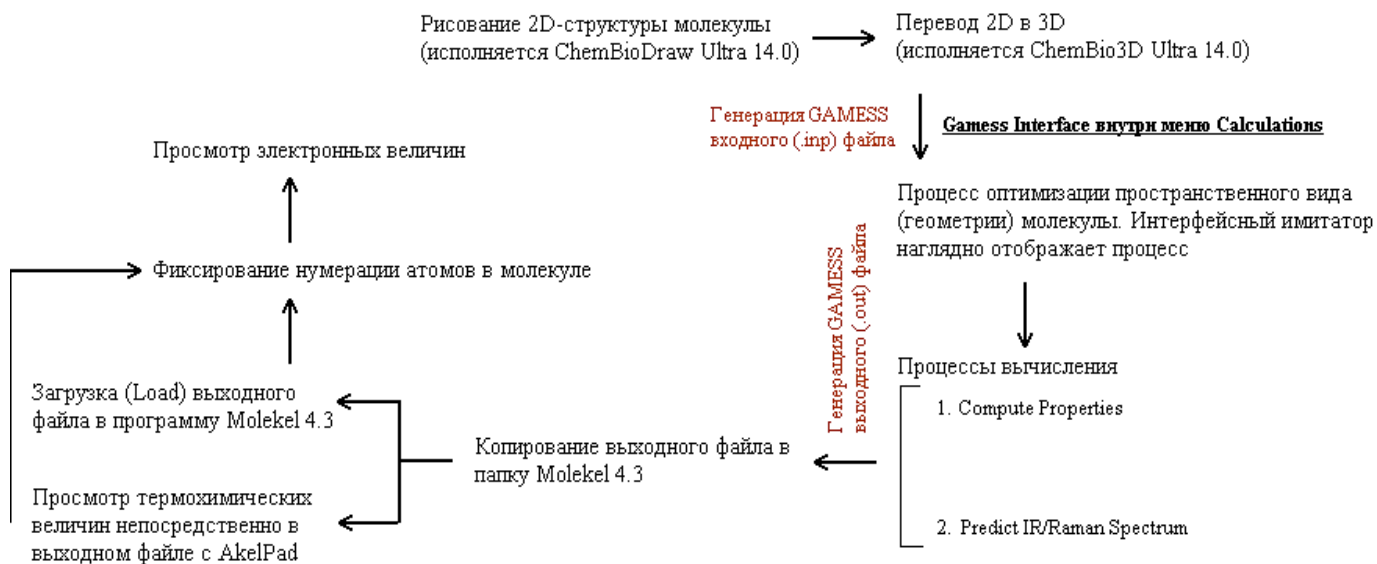 Рисование 2D-структуры молекулы
(исполняется ChemBioDraw Ultra 14.0)
Перевод 2D в 3D
(исполняется ChemBio3D Ultra 14.0)
Генерация GAMESS
входного (.inp) файла
Gamess Interface внутри меню Calculations
Процесс оптимизации пространственного вида
(геометрии) молекулы. Интерфейсный имитатор
наглядно отображает процесс
Процессы вычисления
1. Compute Properties
2. Predict IR/Raman Spectrum
Генерация GAMESS
выходного (.out) файла
Копирование выходного файла в
папку Molekel 4.3
Загрузка (Load) выходного
файла в программу Molekel 4.3
Просмотр термохимических
величин непосредственно в
выходном файле с AkelPad
Фиксирование нумерации атомов в молекуле
Просмотр электронных величин